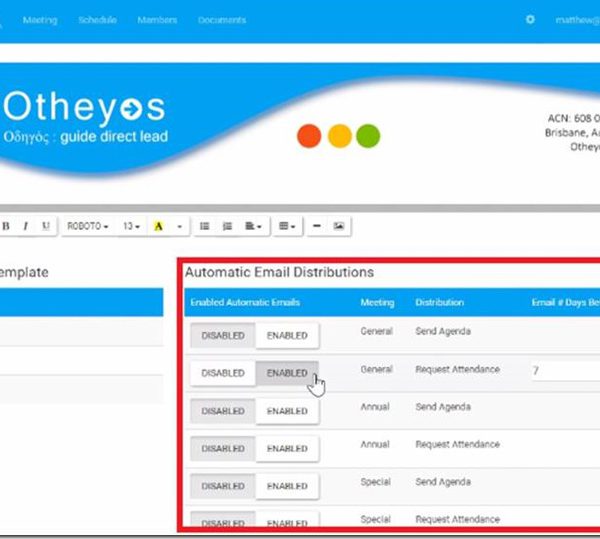 Meeting Schedule Members Documents matthew@
Otheyos
Οδηγός : guide direct lead
ACN: 608 0
Brisbane, A
Othey
B I U ROBOTO 13 A
emplate
Automatic Email Distributions
Enabled Automatic Emails Meeting Distribution Email # Days Be
DISABLED ENABLED General Send Agenda
DISABLED ENABLED General Request Attendance 7
DISABLED ENABLED Annual Send Agenda
DISABLED ENABLED Annual Request Attendance
DISABLED ENABLED Special Send Agenda
DISABLED ENABLED Special Request Attendance